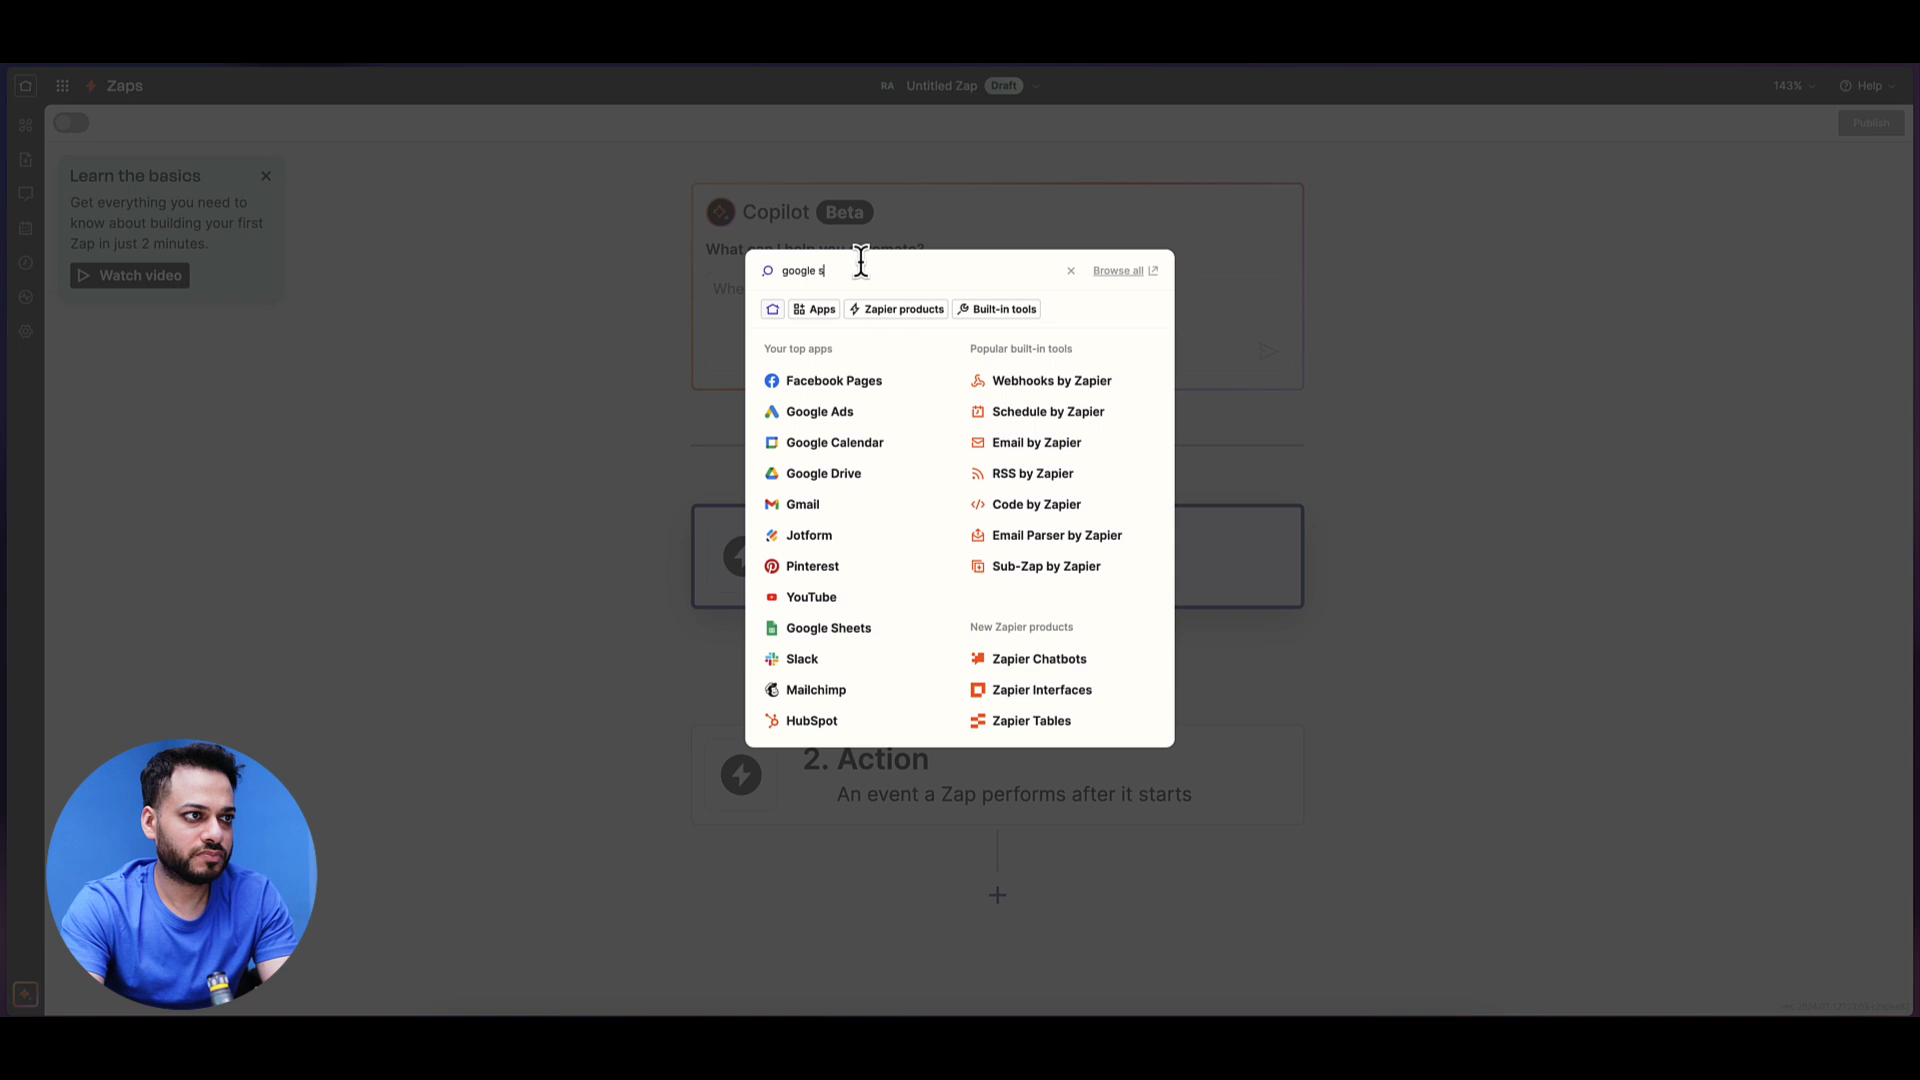 Zaps
RA Untitled Zap Draft
143%
Help
Publish
Learn the basics
Get everything you need to
know about building your first
Zap in just 2 minutes.
Watch video
Copilot Beta
What can I help you
google s
Browse all
Apps
Zapier products
Built-in tools
Your top apps
Facebook Pages
Google Ads
Google Calendar
Google Drive
Gmail
Jotform
Pinterest
YouTube
Google Sheets
Slack
Mailchimp
HubSpot
Popular built-in tools
Webhooks by Zapier
Schedule by Zapier
Email by Zapier
RSS by Zapier
Code by Zapier
Email Parser by Zapier
Sub-Zap by Zapier
New Zapier products
Zapier Chatbots
Zapier Interfaces
Zapier Tables
2. Action
An event a Zap performs after it starts